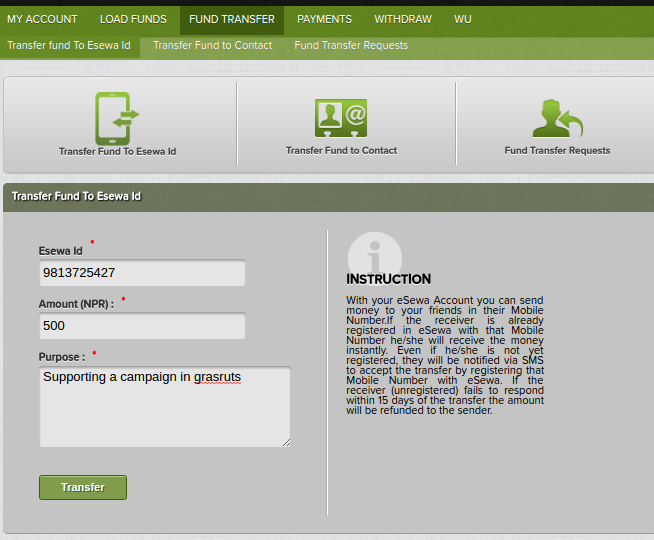 MY ACCOUNT LOAD FUNDS FUND TRANSFER PAYMENTS WITHDRAW WU
Transfer fund To Esewa Id Transfer Fund to Contact Fund Transfer Requests
Transfer Fund To Esewa Id Transfer Fund to Contact Fund Transfer Requests
Transfer Fund To Esewa Id
Esewa Id *
9813725427
Amount (NPR) : *
500
Purpose : *
Supporting a campaign in grasruts
Transfer
INSTRUCTION
With your eSewa Account you can send
money to your friends in their Mobile
Number.If the receiver is already
registered in eSewa with that Mobile
Number he/she will receive the money
instantly. Even if he/she is not yet
registered, they will be notified via SMS
to accept the transfer by registering that
Mobile Number with eSewa. If the
receiver (unregistered) fails to respond
within 15 days of the transfer the amount
will be refunded to the sender.